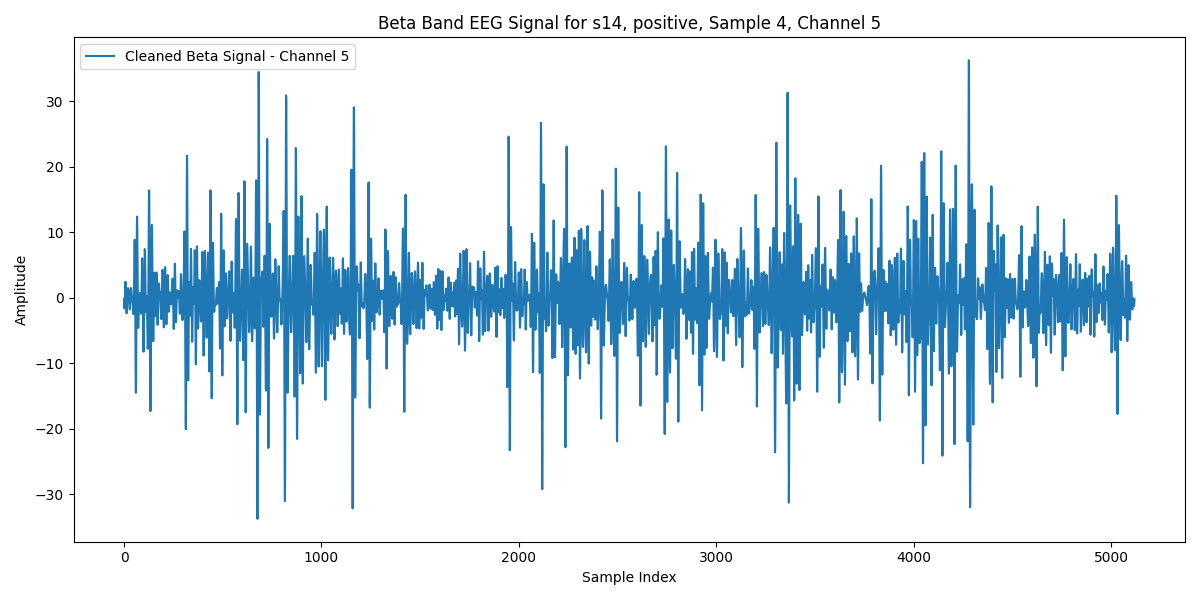 Beta Band EEG Signal for s14, positive, Sample 4, Channel 5
Cleaned Beta Signal - Channel 5
30
20
10
0
−10
−20
−30
Amplitude
0 1000 2000 3000 4000 5000
Sample Index